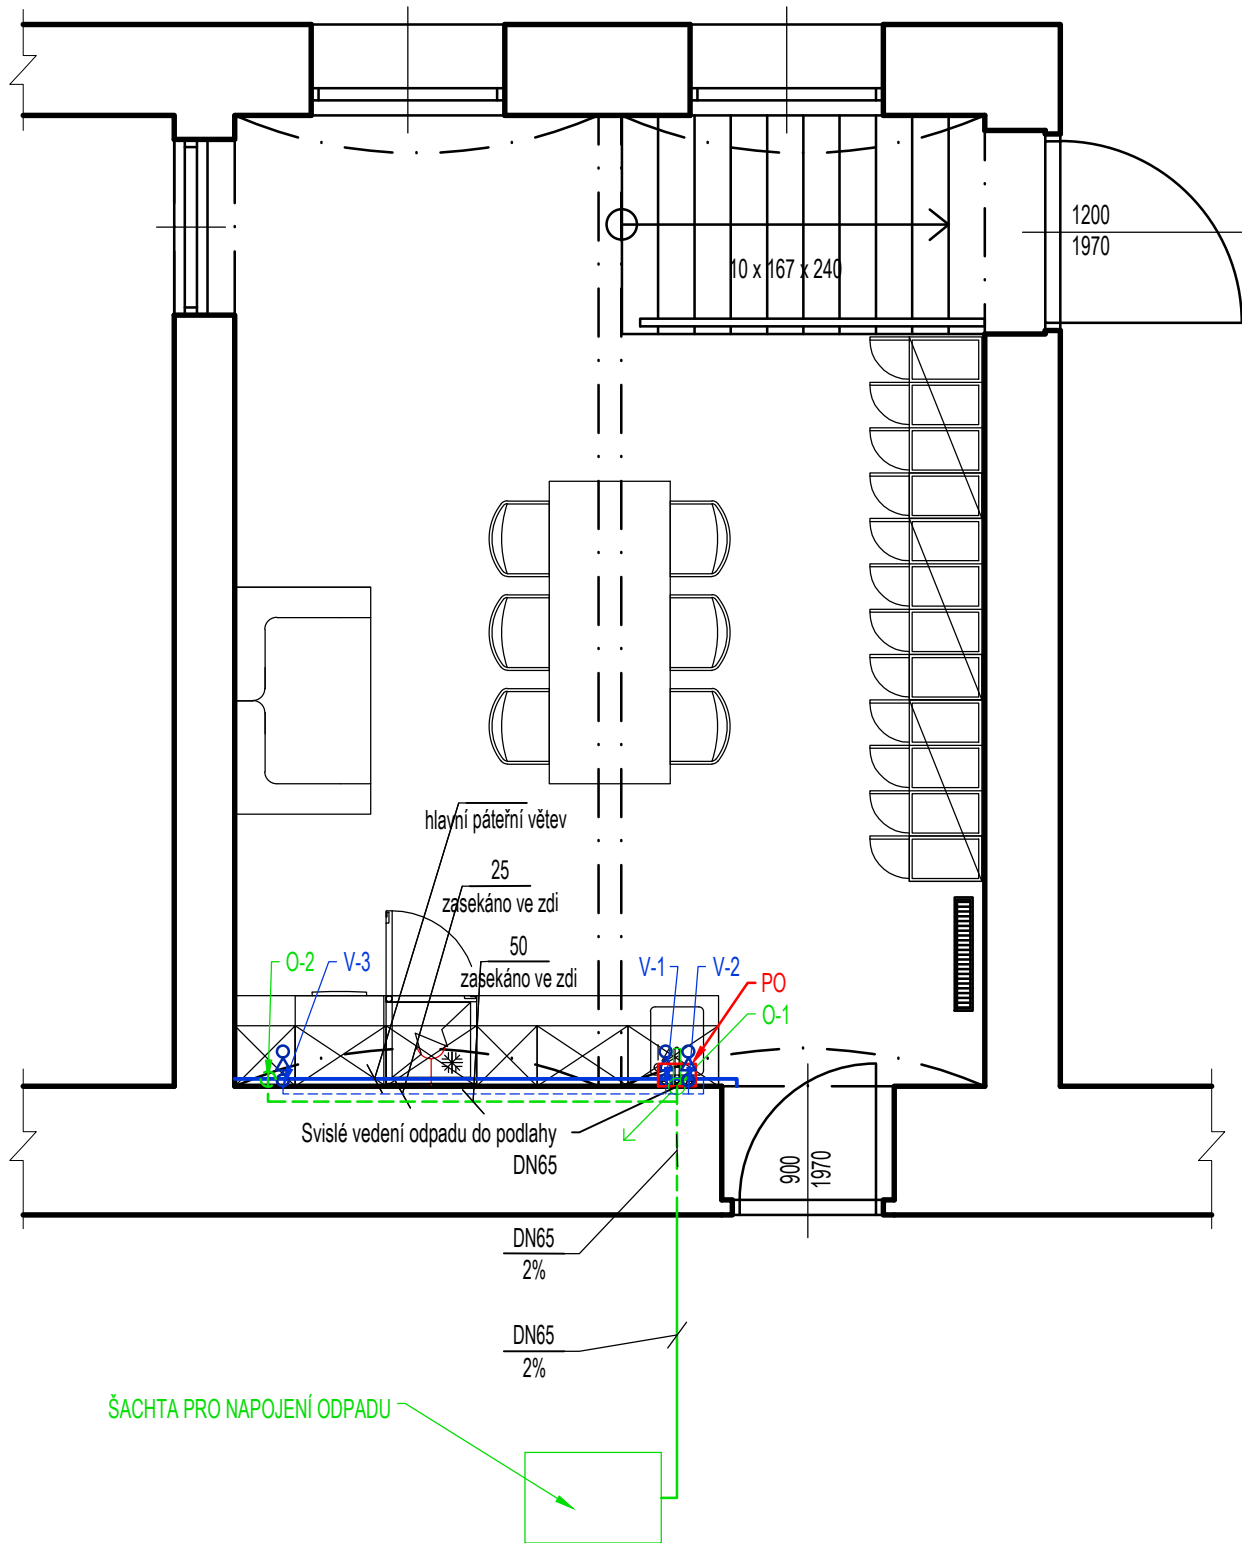 1200
1970
10 x 167 x 240
hlavní páteřní větev
25
zasekáno ve zdi
50
zasekáno ve zdi
O-2
V-3
V-1
V-2
PO
O-1
Svislé vedení odpadu do podlahy
DN65
900
1970
DN65
2%
DN65
2%
ŠACHTA PRO NAPOJENÍ ODPADU